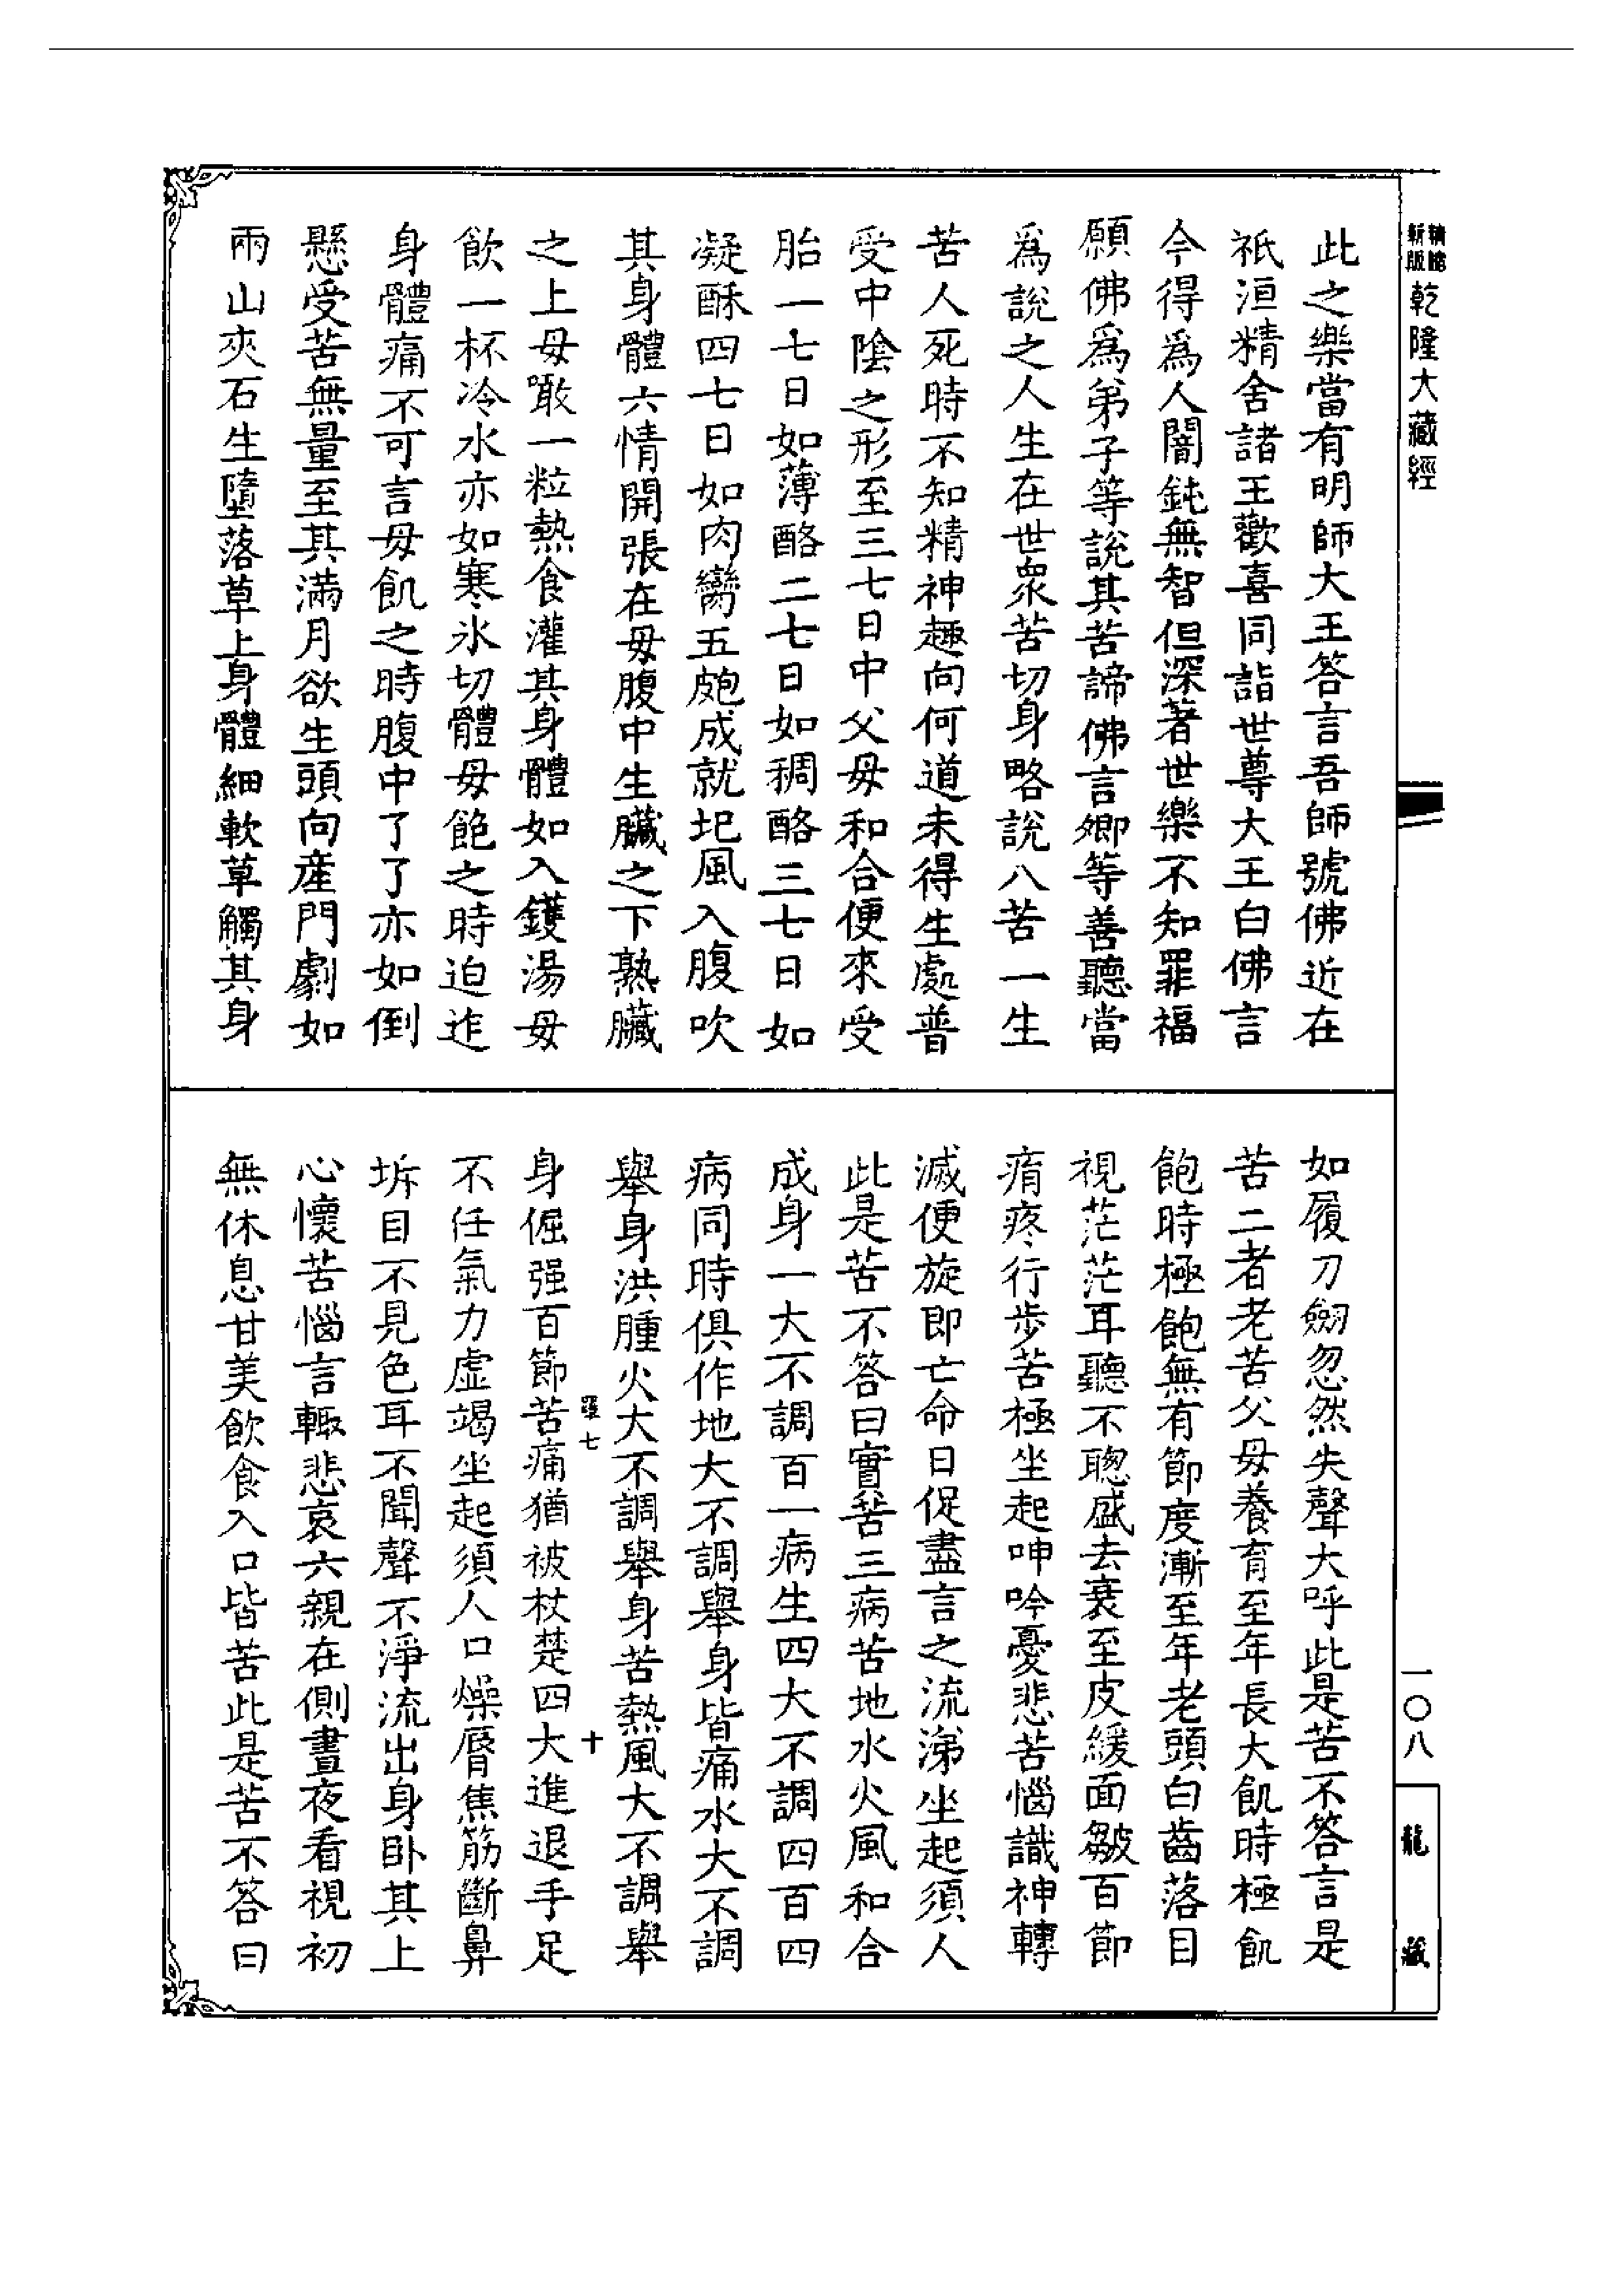 精縮新版
乾隆大藏經
一〇八
龍藏
此之樂當有明師大王答言吾師號佛近在
祇洹精舍諸王歡喜同詣世尊大王白佛言
今得爲人闇鈍無智但深著世樂不知罪福
願佛爲弟子等說其苦諦佛言卿等善聽當
爲說之人生在世衆苦切身略說八苦一生
苦人死時不知精神趣向何道未得生處普
受中陰之形至三七日中父母和合便來受
胎一七日如薄酪二七日如稠酪三七日如
凝酥四七日如肉臠五皰成就圯風入腹吹
其身體六情開張在母腹中生臟之下熟臟
之上母噉一粒熱食灌其身體如入鑊湯母
飲一杯冷水亦如寒氷切體母飽之時迫迮
身體痛不可言母飢之時腹中了了亦如倒
懸受苦無量至其滿月欲生頭向產門劇如
兩山夾石生墮落草上身體細軟草觸其身
如履刀劒忽然失聲大呼此是苦不答言是
苦二者老苦父母養育至年長大飢時極飢
飽時極飽無有節度漸至年老頭白齒落目
視茫茫耳聽不聰盛去衰至皮緩面皺百節
痟疼行步苦極坐起呻吟憂悲苦惱識神轉
滅便旋即亡命日促盡言之流涕坐起須人
此是苦不答曰實苦三病苦地水火風和合
成身一大不調百一病生四大不調四百四
病同時俱作地大不調舉身皆痛水大不調
舉身洪腫火大不調舉身苦熱風大不調舉
羅七 十
身倔强百節苦痛猶被杖楚四大進退手足
不任氣力虛竭坐起須人口燥脣焦筋斷鼻
坼目不見色耳不聞聲不淨流出身卧其上
心懷苦惱言輒悲哀六親在側晝夜看視初
無休息甘美飲食入口皆苦此是苦不答曰